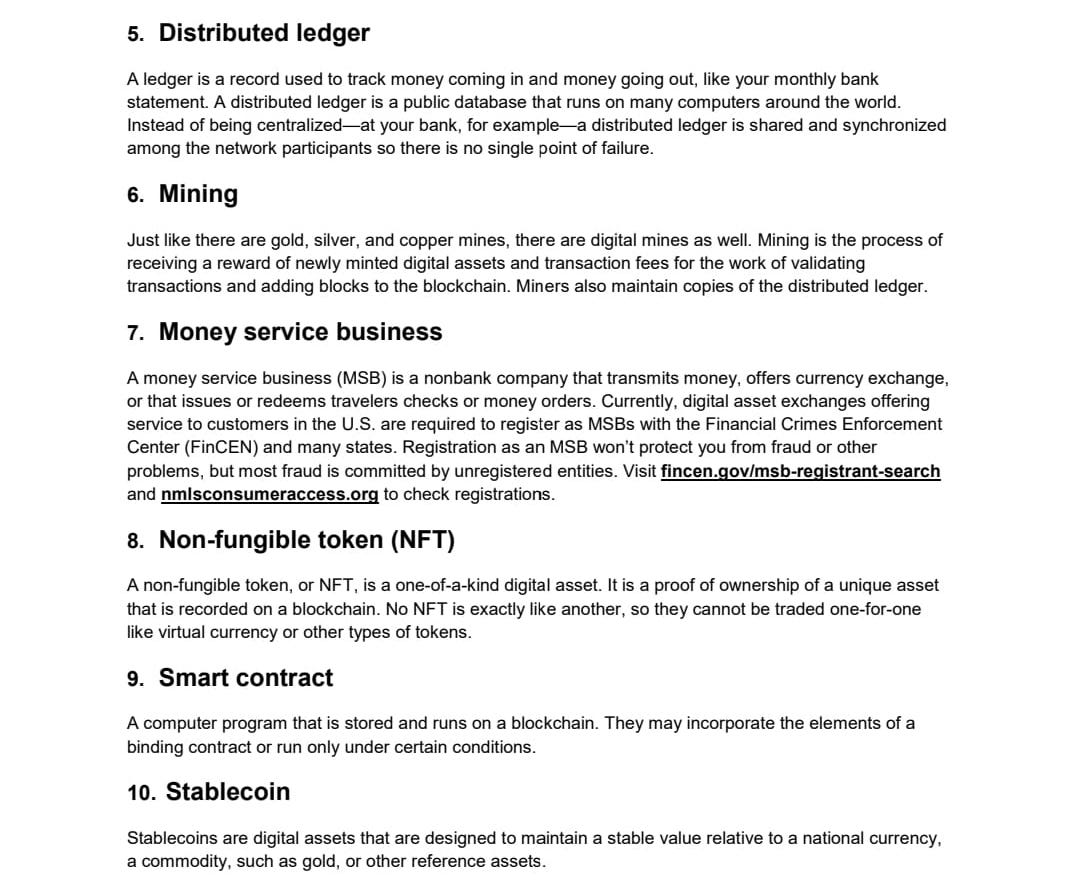 5. Distributed ledger
A ledger is a record used to track money coming in and money going out, like your monthly bank
statement. A distributed ledger is a public database that runs on many computers around the world.
Instead of being centralized—at your bank, for example—a distributed ledger is shared and synchronized
among the network participants so there is no single point of failure.
6. Mining
Just like there are gold, silver, and copper mines, there are digital mines as well. Mining is the process of
receiving a reward of newly minted digital assets and transaction fees for the work of validating
transactions and adding blocks to the blockchain. Miners also maintain copies of the distributed ledger.
7. Money service business
A money service business (MSB) is a nonbank company that transmits money, offers currency exchange,
or that issues or redeems travelers checks or money orders. Currently, digital asset exchanges offering
service to customers in the U.S. are required to register as MSBs with the Financial Crimes Enforcement
Center (FinCEN) and many states. Registration as an MSB won’t protect you from fraud or other
problems, but most fraud is committed by unregistered entities. Visit fincen.gov/msb-registrant-search
and nmlsconsumeraccess.org to check registrations.
8. Non-fungible token (NFT)
A non-fungible token, or NFT, is a one-of-a-kind digital asset. It is a proof of ownership of a unique asset
that is recorded on a blockchain. No NFT is exactly like another, so they cannot be traded one-for-one
like virtual currency or other types of tokens.
9. Smart contract
A computer program that is stored and runs on a blockchain. They may incorporate the elements of a
binding contract or run only under certain conditions.
10. Stablecoin
Stablecoins are digital assets that are designed to maintain a stable value relative to a national currency,
a commodity, such as gold, or other reference assets.